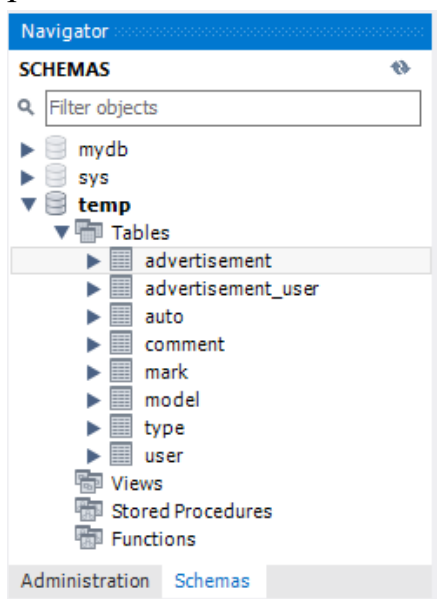 Navigator
SCHEMAS
Filter objects
mydb
sys
temp
Tables
advertisement
advertisement_user
auto
comment
mark
model
type
user
Views
Stored Procedures
Functions
Administration Schemas